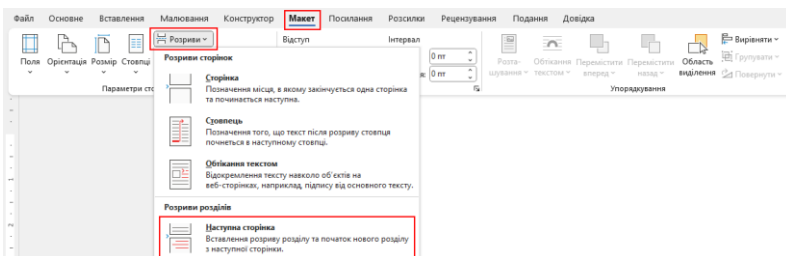 Файл Основне Вставлення Малювання Конструктор Макет Посилання Розсилки Рецензування Подання Довідка
Розриви Відступ Інтервал Вирівняти
Поля Орієнтація Розмір Стовпці Розриви сторінок 0 пт Розта- Обтікання Перемістити Перемістити Область Групувати
0 пт шування текстом вперед назад виділення Повернути
Параметри Упорядкування
Сторінка
Позначення місця, в якому закінчується одна сторінка
та починається наступна.
Стовпець
Позначення того, що текст після розриву стовпця
почнеться в наступному стовпці.
Обтікання текстом
Відокремлення тексту навколо об'єктів на
веб-сторінках, наприклад, підпису від основного тексту.
Розриви розділів
Наступна сторінка
Вставлення розриву розділу та початок нового розділу
з наступної сторінки.